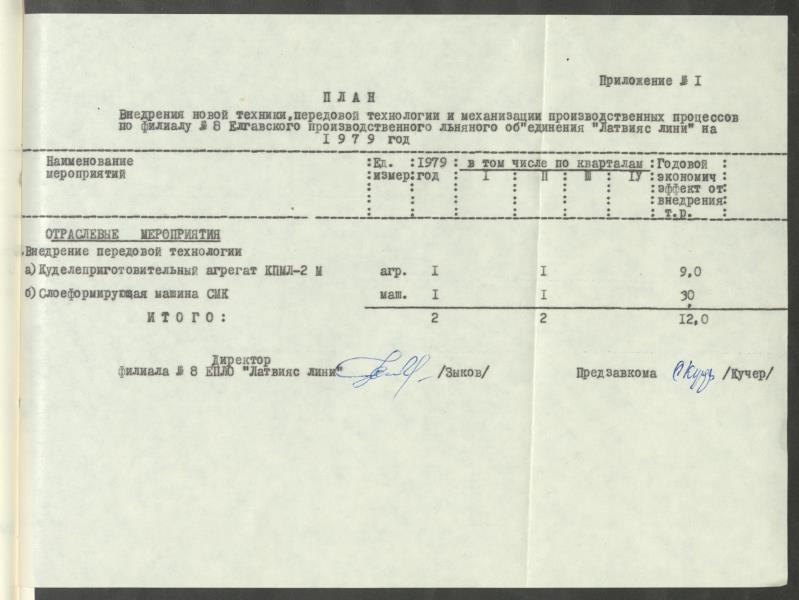 Приложение № I
П Л А Н
Внедрения новой техники,передовой технологии и механизации производственных процессов
по филиалу № 8 Елгавского производственного льняного об"единения "Латвияс лини" на
I 9 7 9 год
Наименование :Ед. :1979 : в том числе по кварталам :Годовой
мероприятий :измер:год : I : П : Ш : IУ :экономич
:эффект от:
:внедрения:
: т.р. :
ОТРАСЛЕВЫЕ МЕРОПРИЯТИЯ
.Внедрение передовой технологии
а)Куделеприготовительный агрегат КПМЛ-2 М агр. I I 9,0
б)Слоеформирующая машина СМК маш. I I 3,0
И Т О Г О : 2 2 12,0
Директор
филиала № 8 ЕПЛО "Латвияс лини" /Зыков/ Предзавкома /Кучер/